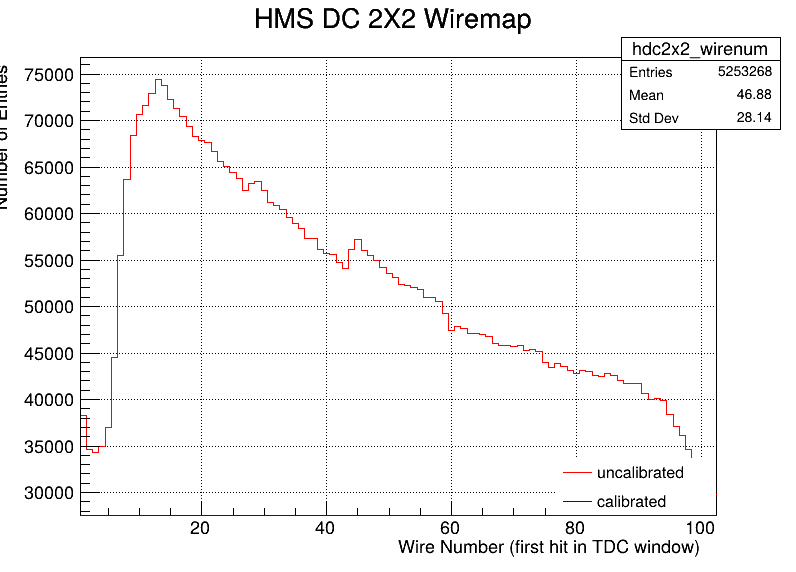 HMS DC 2X2 Wiremap
hdc2x2_wirenum
Entries 5253268
Mean 46.88
Std Dev 28.14
Number of Entries
75000
70000
65000
60000
55000
50000
45000
40000
35000
30000
uncalibrated
calibrated
20 40 60 80 100
Wire Number (first hit in TDC window)